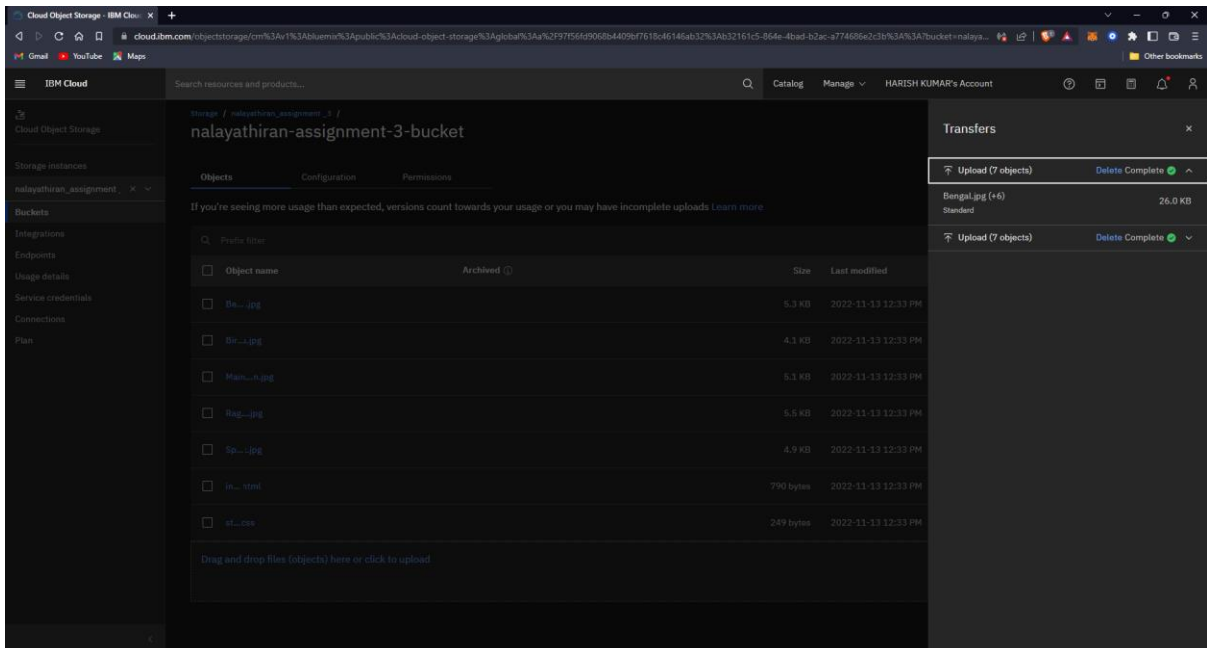 Cloud Object Storage - IBM Clou
cloud.ibm.com/objectstorage/crn%3Av1%3Abluemix%3Apublic%3Acloud-object-storage%3Aglobal%3Aa%2F97f56fd9068b4409bf7618c46146ab32%3Ab32161c5-864e-4bad-b2ac-a774686e2c3b%3A%3A?bucket=nalaya...
Gmail YouTube Maps Other bookmarks
IBM Cloud Search resources and products... Catalog Manage HARISH KUMAR's Account
Cloud Object Storage
Storage instances
nalayathiran_assignment_
Buckets
Integrations
Endpoints
Usage details
Service credentials
Connections
Plan
Storage / nalayathiran_assignment _3 /
nalayathiran-assignment-3-bucket
Objects Configuration Permissions
If you're seeing more usage than expected, versions count towards your usage or you may have incomplete uploads Learn more
Prefix filter
Object name Archived Size Last modified
Be... .jpg 5.3 KB 2022-11-13 12:33 PM
Bir...s.jpg 4.1 KB 2022-11-13 12:33 PM
Main...n.jpg 5.1 KB 2022-11-13 12:33 PM
Rag...jpg 5.5 KB 2022-11-13 12:33 PM
Sp...:.jpg 4.9 KB 2022-11-13 12:33 PM
in... html 790 bytes 2022-11-13 12:33 PM
st...css 249 bytes 2022-11-13 12:33 PM
Drag and drop files (objects) here or click to upload
Transfers
Upload (7 objects) Delete Complete
Bengal.jpg (+6) 26.0 KB
Standard
Upload (7 objects) Delete Complete